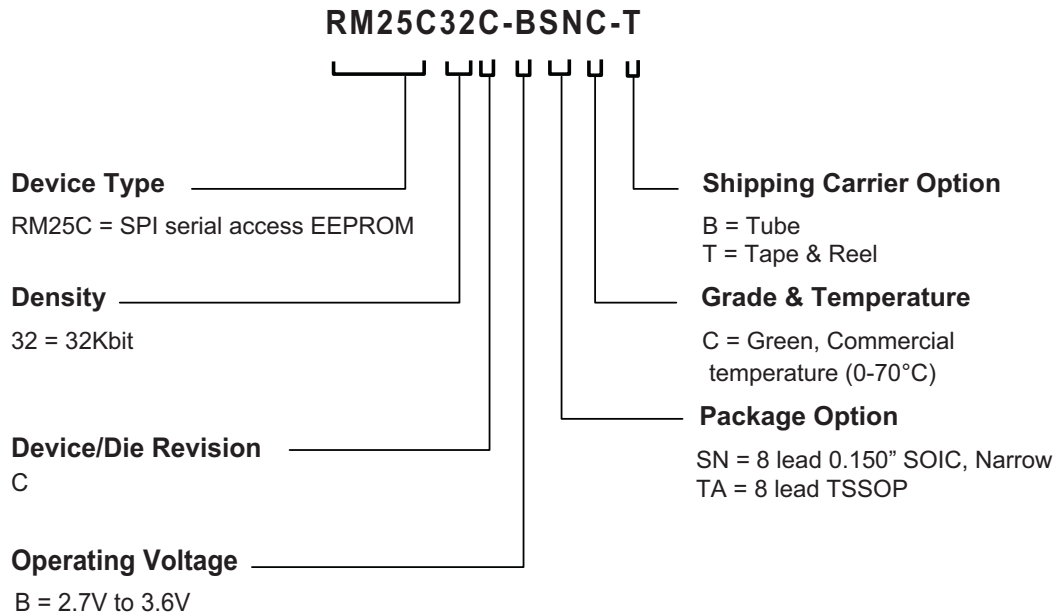 RM25C32C-BSNC-T
Device Type
RM25C = SPI serial access EEPROM
Density
32 = 32Kbit
Device/Die Revision
C
Operating Voltage
B = 2.7V to 3.6V
Shipping Carrier Option
B = Tube
T = Tape & Reel
Grade & Temperature
C = Green, Commercial
temperature (0-70°C)
Package Option
SN = 8 lead 0.150” SOIC, Narrow
TA = 8 lead TSSOP